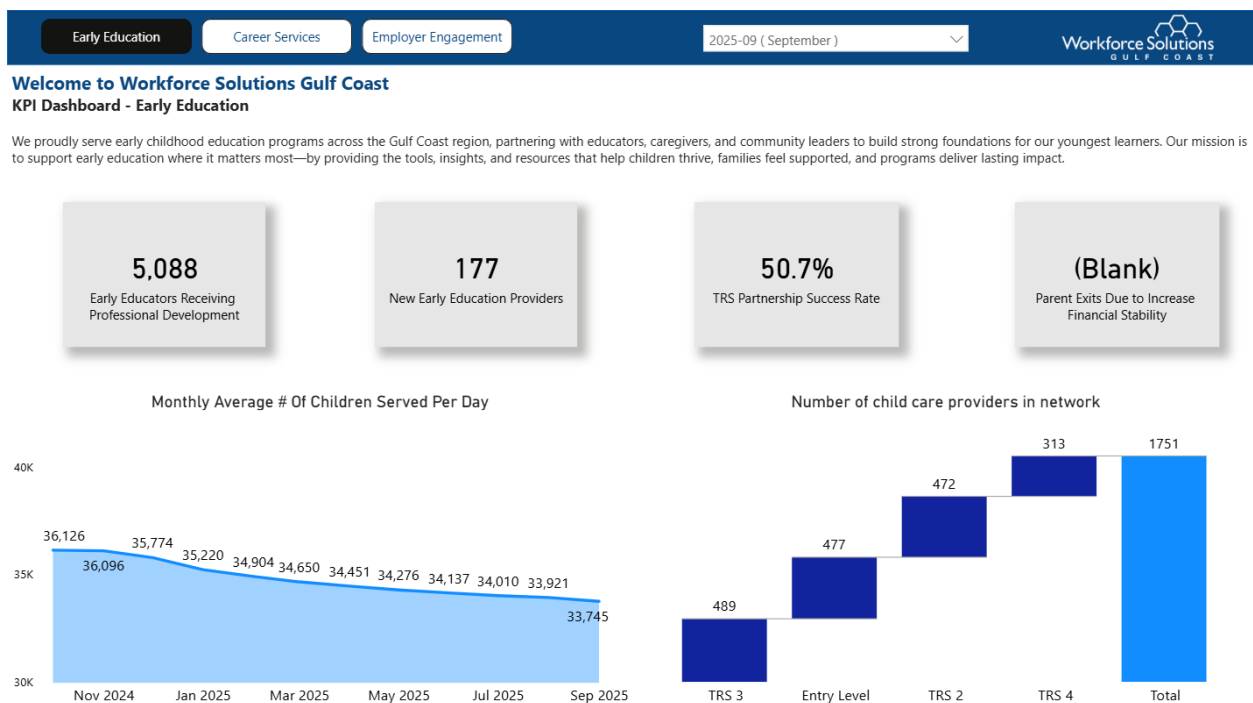 Early Education
Career Services
Employer Engagement
2025-09 ( September )
Workforce Solutions
GULF COAST
Welcome to Workforce Solutions Gulf Coast
KPI Dashboard - Early Education
We proudly serve early childhood education programs across the Gulf Coast region, partnering with educators, caregivers, and community leaders to build strong foundations for our youngest learners. Our mission is
to support early education where it matters most—by providing the tools, insights, and resources that help children thrive, families feel supported, and programs deliver lasting impact.
5,088
Early Educators Receiving
Professional Development
177
New Early Education Providers
50.7%
TRS Partnership Success Rate
(Blank)
Parent Exits Due to Increase
Financial Stability
Monthly Average # Of Children Served Per Day
40K
35K
30K
36,126
36,096
35,774
35,220
34,904
34,650
34,451
34,276
34,137
34,010
33,921
33,745
Nov 2024
Jan 2025
Mar 2025
May 2025
Jul 2025
Sep 2025
Number of child care providers in network
489
477
472
313
1751
TRS 3
Entry Level
TRS 2
TRS 4
Total